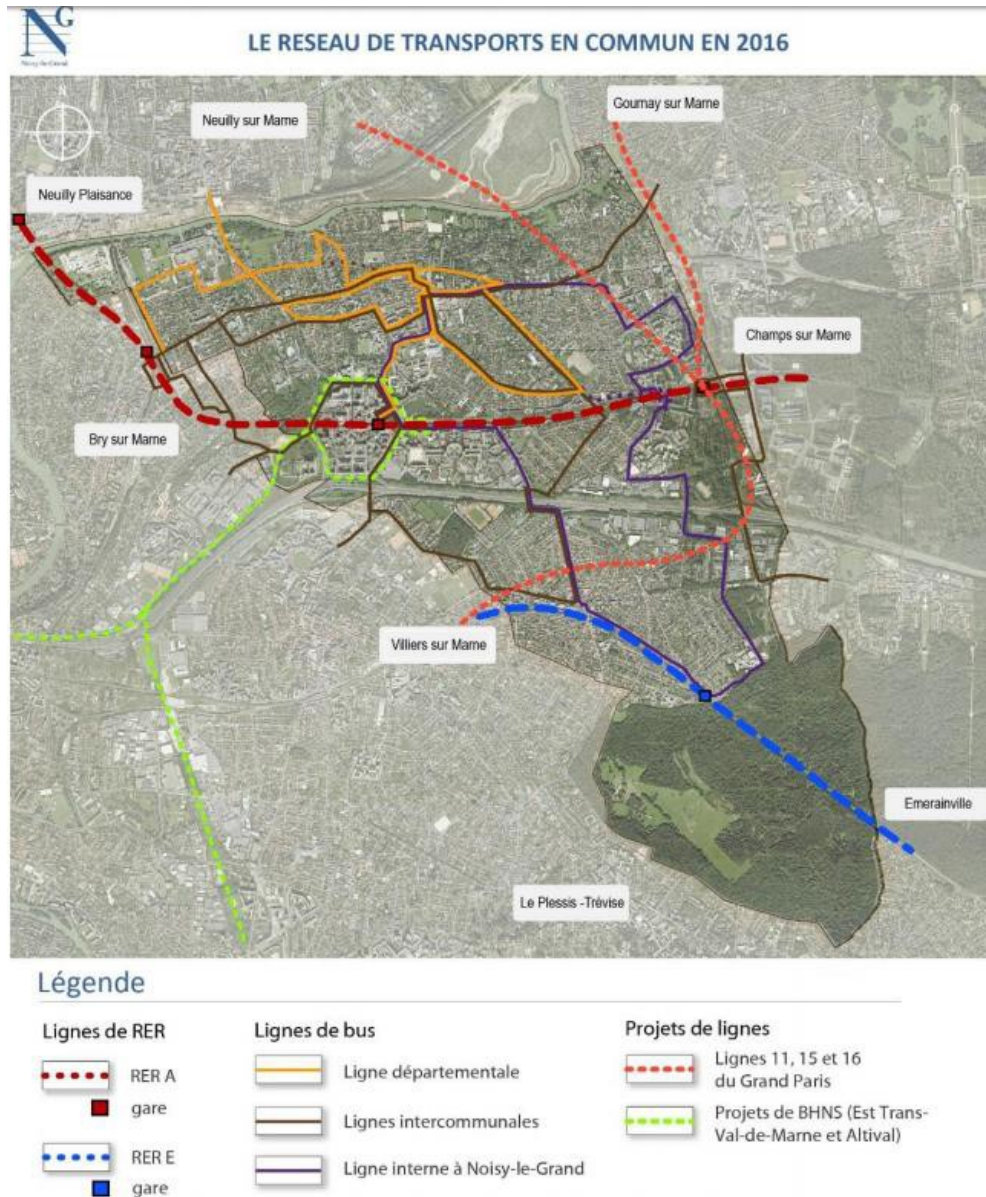 N G
Noisy-le-Grand
LE RESEAU DE TRANSPORTS EN COMMUN EN 2016
N
Neuilly sur Marne
Gournay sur Marne
Neuilly Plaisance
Champs sur Marne
Bry sur Marne
Villiers sur Marne
Emerainville
Le Plessis -Trévise
Légende
Lignes de RER
RER A
gare
RER E
gare
Lignes de bus
Ligne départementale
Lignes intercommunales
Ligne interne à Noisy-le-Grand
Projets de lignes
Lignes 11, 15 et 16
du Grand Paris
Projets de BHNS (Est Trans-
Val-de-Marne et Altival)